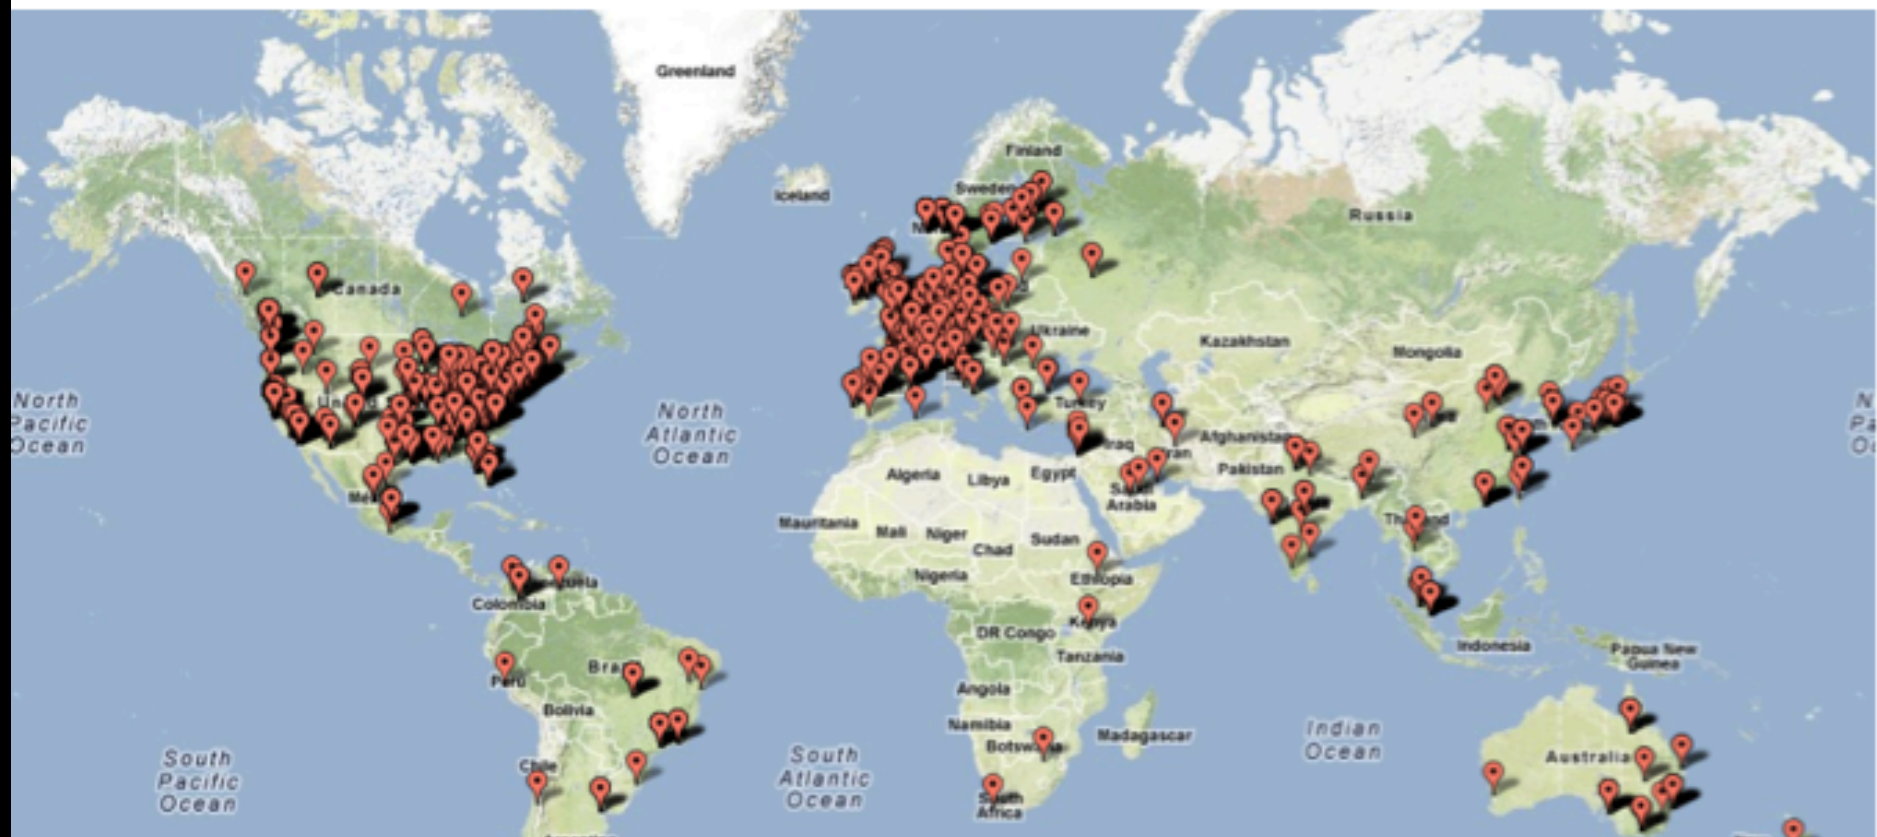 Greenland
Finland
Iceland
Sweden
Russia
Canada
Ukraine
Kazakhstan
Mongolia
North
Pacific
Ocean
North
Atlantic
Ocean
Turkey
Iraq
Afghanistan
Pakistan
Algeria
Libya
Egypt
Saudi
Arabia
Mauritania
Mali
Niger
Chad
Sudan
Thailand
Nigeria
Ethiopia
Colombia
DR Congo
Kenya
Tanzania
Indonesia
Papua New
Guinea
Peru
Angola
Bolivia
Namibia
Botswana
Madagascar
Indian
Ocean
Australia
South
Pacific
Ocean
South
Atlantic
Ocean
Chile
South
Africa